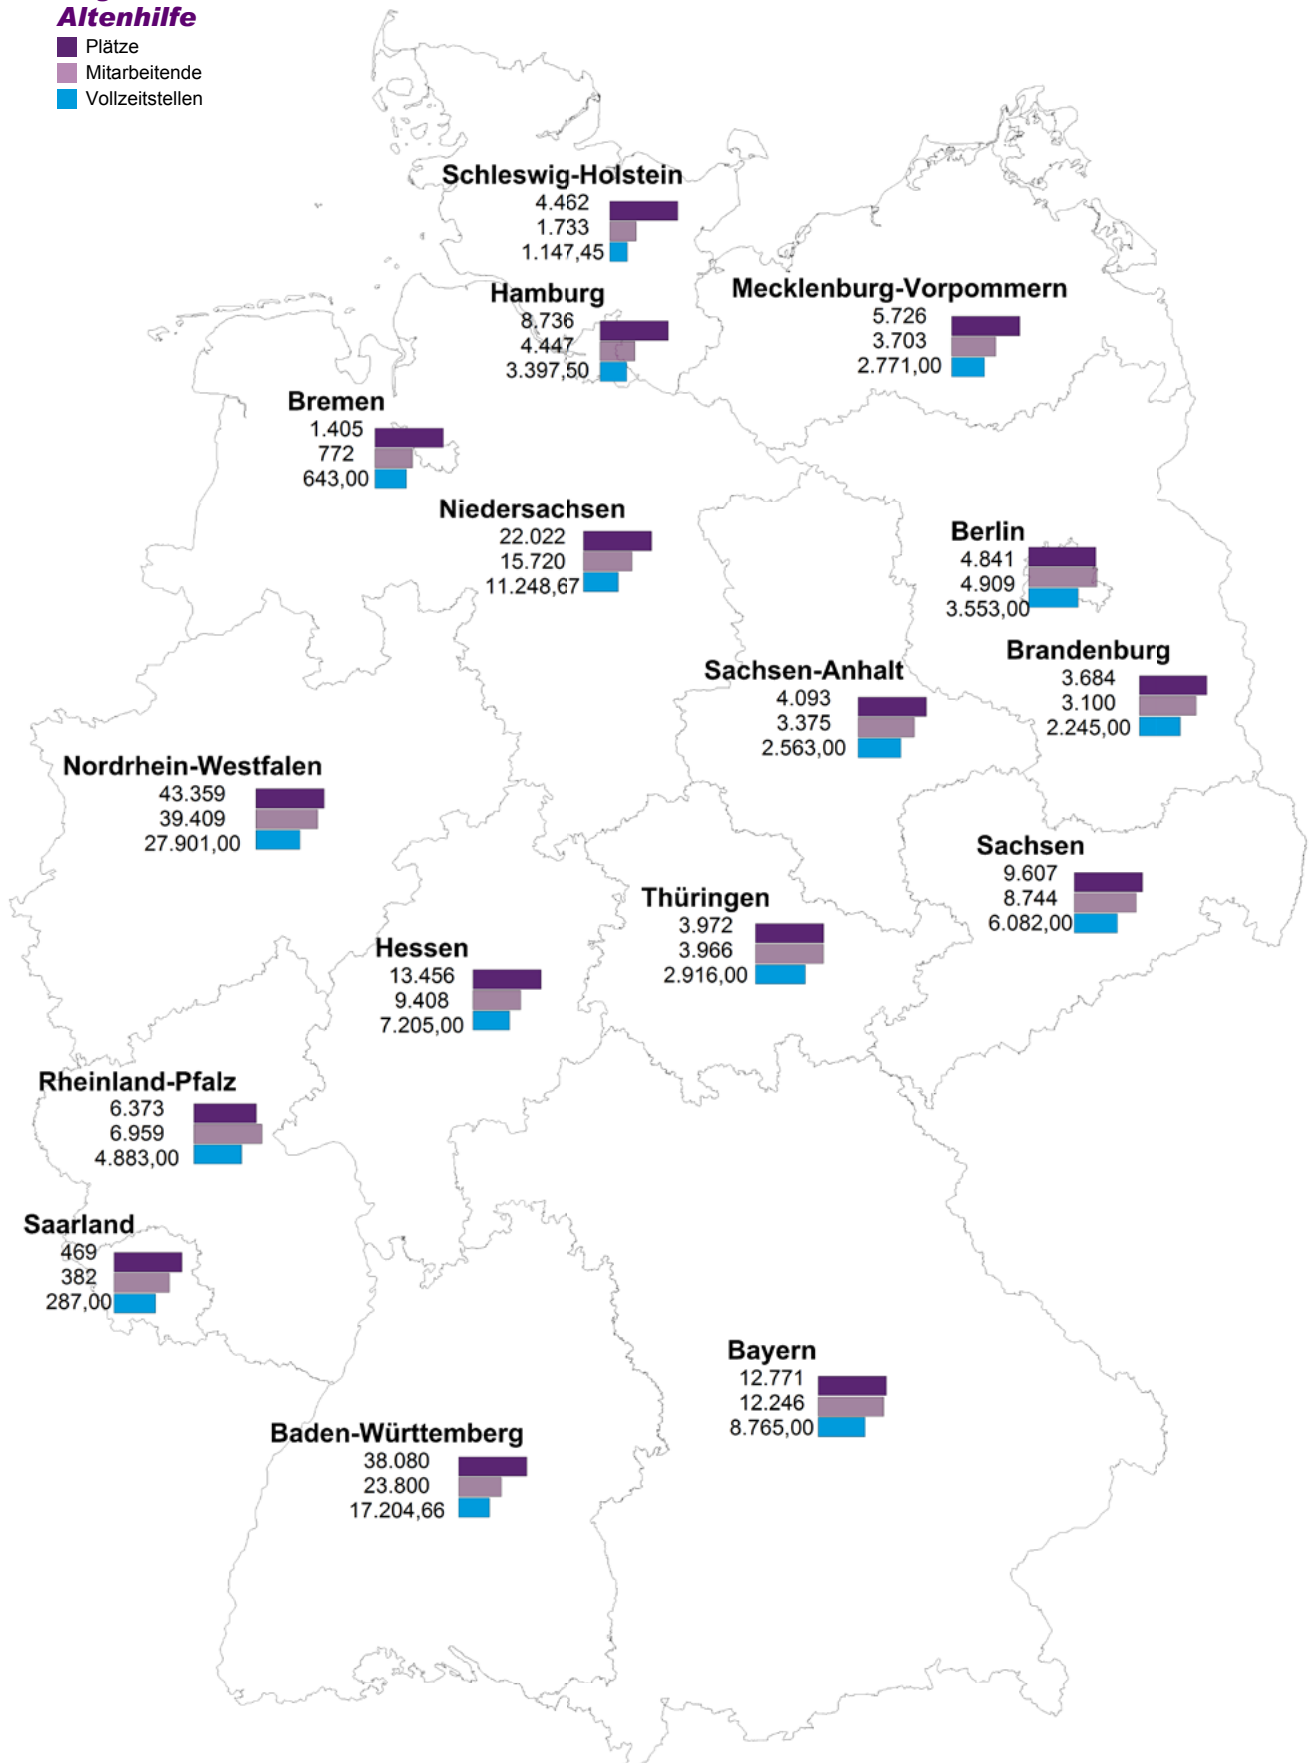 Altenhilfe
Plätze
Mitarbeitende
Vollzeitstellen
Schleswig-Holstein
4.462
1.733
1.147,45
Hamburg
8.736
4.447
3.397,50
Mecklenburg-Vorpommern
5.726
3.703
2.771,00
Bremen
1.405
772
643,00
Niedersachsen
22.022
15.720
11.248,67
Berlin
4.841
4.909
3.553,00
Brandenburg
3.684
3.100
2.245,00
Sachsen-Anhalt
4.093
3.375
2.563,00
Nordrhein-Westfalen
43.359
39.409
27.901,00
Sachsen
9.607
8.744
6.082,00
Thüringen
3.972
3.966
2.916,00
Hessen
13.456
9.408
7.205,00
Rheinland-Pfalz
6.373
6.959
4.883,00
Saarland
469
382
287,00
Bayern
12.771
12.246
8.765,00
Baden-Württemberg
38.080
23.800
17.204,66